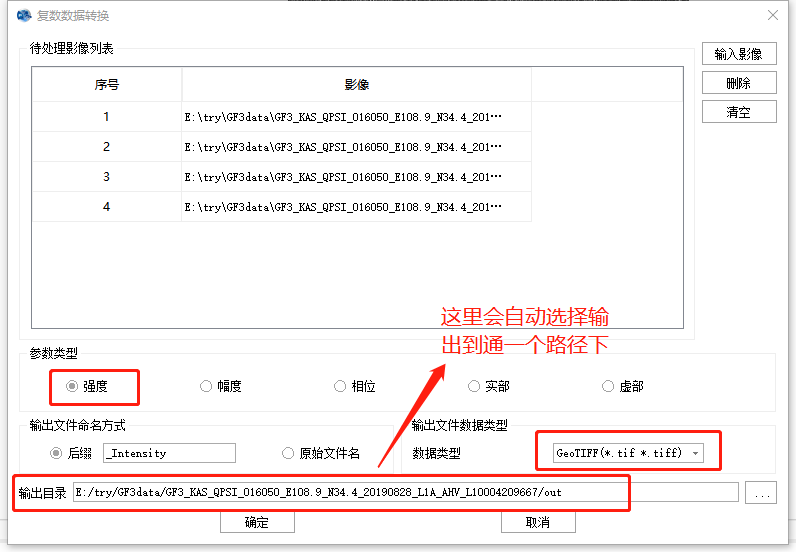 复数数据转换
待处理影像列表
输入影像
序号 影像
删除
清空
1 E:\try\GF3data\GF3_KAS_QPSI_016050_E108.9_N34.4_201…
2 E:\try\GF3data\GF3_KAS_QPSI_016050_E108.9_N34.4_201…
3 E:\try\GF3data\GF3_KAS_QPSI_016050_E108.9_N34.4_201…
4 E:\try\GF3data\GF3_KAS_QPSI_016050_E108.9_N34.4_201…
这里会自动选择输
出到通一个路径下
参数类型
强度 幅度 相位 实部 虚部
输出文件命名方式 输出文件数据类型
后缀 _Intensity 原始文件名 数据类型 GeoTIFF(*.tif *.tiff)
输出目录 E:/try/GF3data/GF3_KAS_QPSI_016050_E108.9_N34.4_20190828_L1A_AHV_L10004209667/out ...
确定 取消